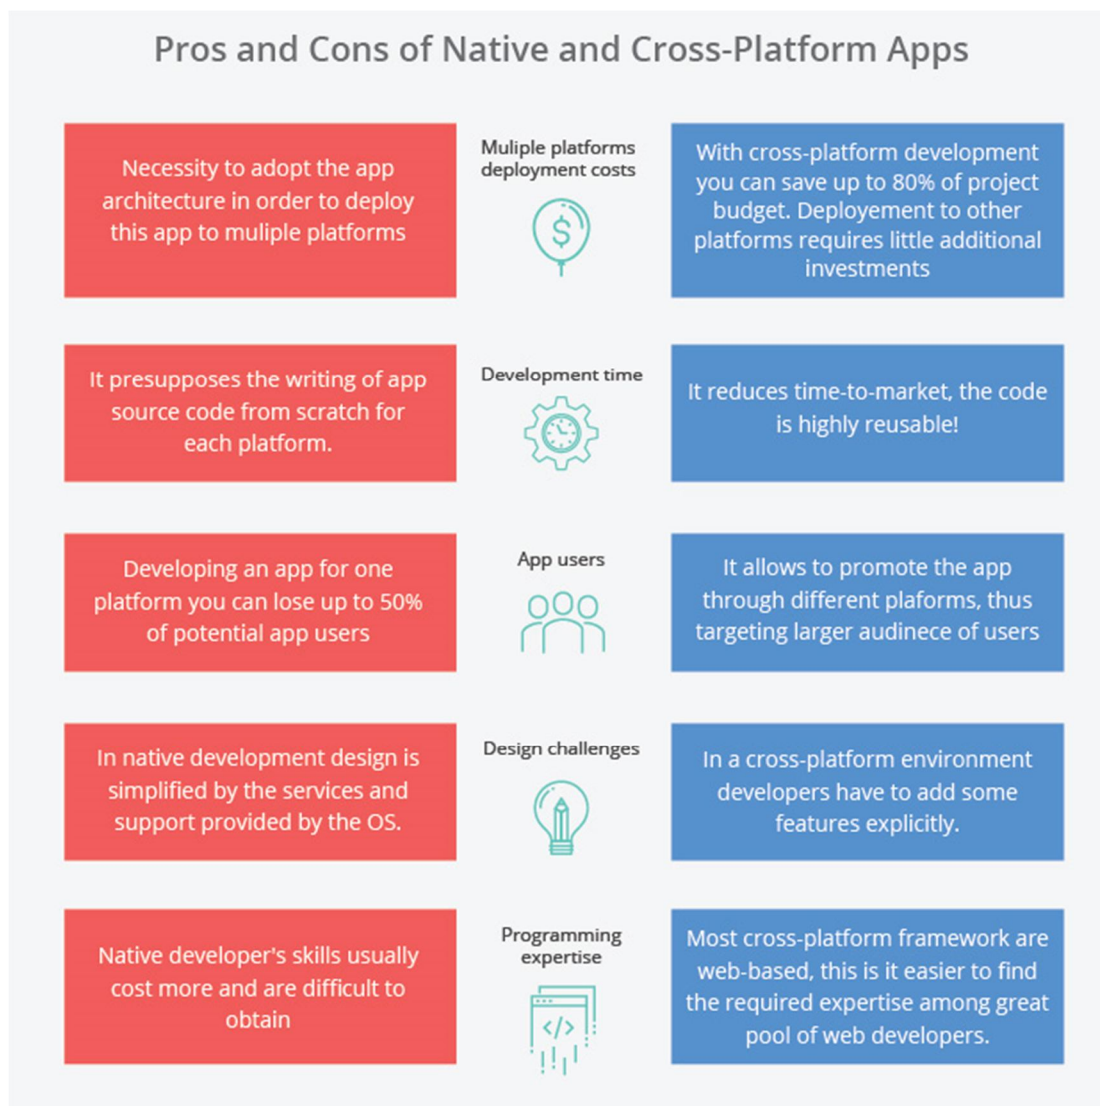 Pros and Cons of Native and Cross-Platform Apps
Necessity to adopt the app
architecture in order to deploy
this app to muliple platforms
Muliple platforms
deployment costs
$
With cross-platform development
you can save up to 80% of project
budget. Deployement to other
platforms requires little additional
investments
It presupposes the writing of app
source code from scratch for
each platform.
Development time
It reduces time-to-market, the code
is highly reusable!
Developing an app for one
platform you can lose up to 50%
of potential app users
App users
It allows to promote the app
through different plaforms, thus
targeting larger audinece of users
In native development design is
simplified by the services and
support provided by the OS.
Design challenges
In a cross-platform environment
developers have to add some
features explicitly.
Native developer's skills usually
cost more and are difficult to
obtain
Programming
expertise
</>
Most cross-platform framework are
web-based, this is it easier to find
the required expertise among great
pool of web developers.